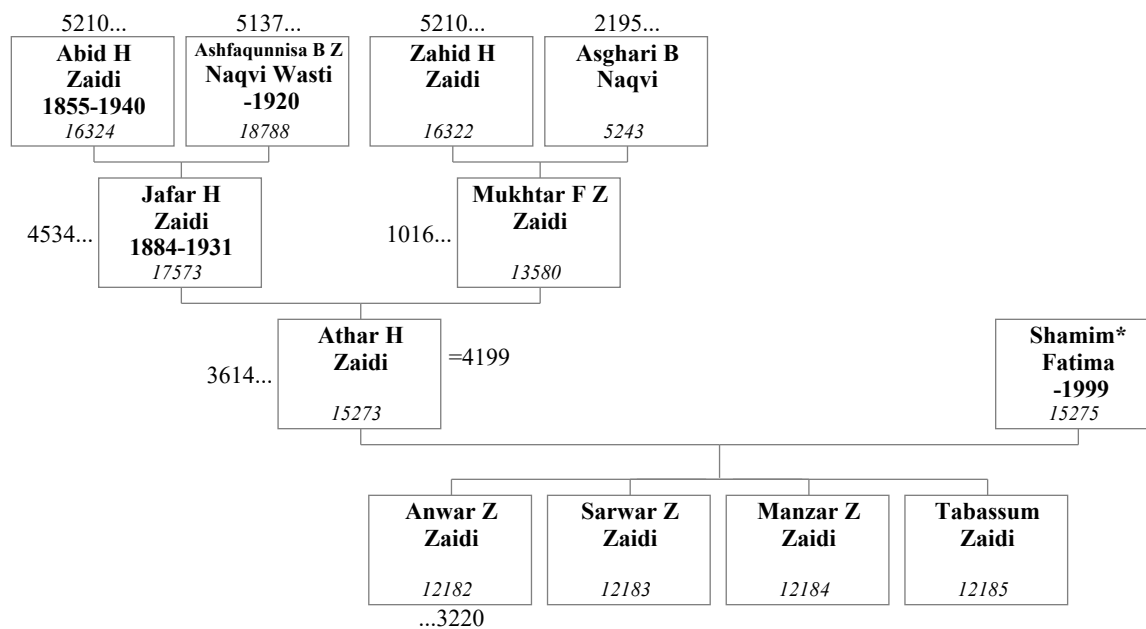 5210...
5137...
5210...
2195...
Abid H
Zaidi
1855-1940
16324
Ashfaqunnisa B Z
Naqvi Wasti
-1920
18788
Zahid H
Zaidi
16322
Asghari B
Naqvi
5243
4534...
Jafar H
Zaidi
1884-1931
17573
1016...
Mukhtar F Z
Zaidi
13580
3614...
Athar H
Zaidi
15273
=4199
Shamim*
Fatima
-1999
15275
Anwar Z
Zaidi
12182
Sarwar Z
Zaidi
12183
Manzar Z
Zaidi
12184
Tabassum
Zaidi
12185
...3220